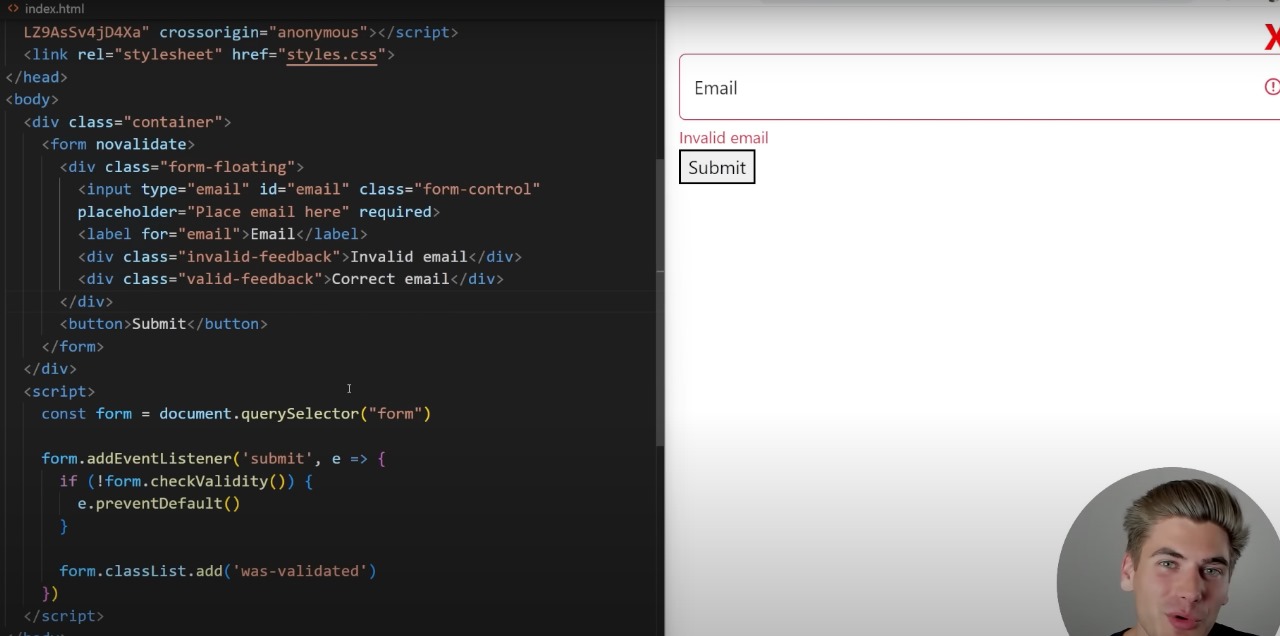 <> index.html
LZ9AsSv4jD4Xa" crossorigin="anonymous"></script>
<link rel="stylesheet" href="styles.css">
</head>
<body>
<div class="container">
<form novalidate>
<div class="form-floating">
<input type="email" id="email" class="form-control"
placeholder="Place email here" required>
<label for="email">Email</label>
<div class="invalid-feedback">Invalid email</div>
<div class="valid-feedback">Correct email</div>
</div>
<button>Submit</button>
</form>
</div>
<script>
const form = document.querySelector("form")
form.addEventListener('submit', e => {
if (!form.checkValidity()) {
e.preventDefault()
}
form.classList.add('was-validated')
})
</script>
X
Email
Invalid email
Submit